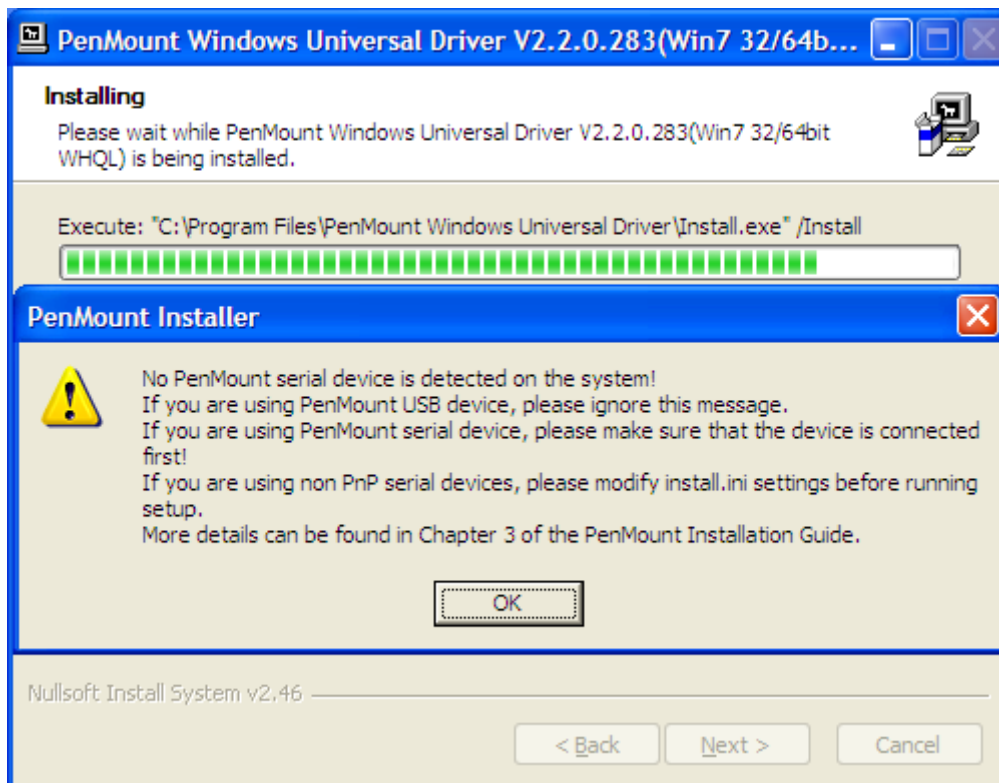 PenMount Windows Universal Driver V2.2.0.283(Win7 32/64b...
Installing
Please wait while PenMount Windows Universal Driver V2.2.0.283(Win7 32/64bit
WHQL) is being installed.
Execute: "C:\Program Files\PenMount Windows Universal Driver\Install.exe" /Install
PenMount Installer
No PenMount serial device is detected on the system!
If you are using PenMount USB device, please ignore this message.
If you are using PenMount serial device, please make sure that the device is connected
first!
If you are using non PnP serial devices, please modify install.ini settings before running
setup.
More details can be found in Chapter 3 of the PenMount Installation Guide.
OK
Nullsoft Install System v2.46
< Back
Next >
Cancel